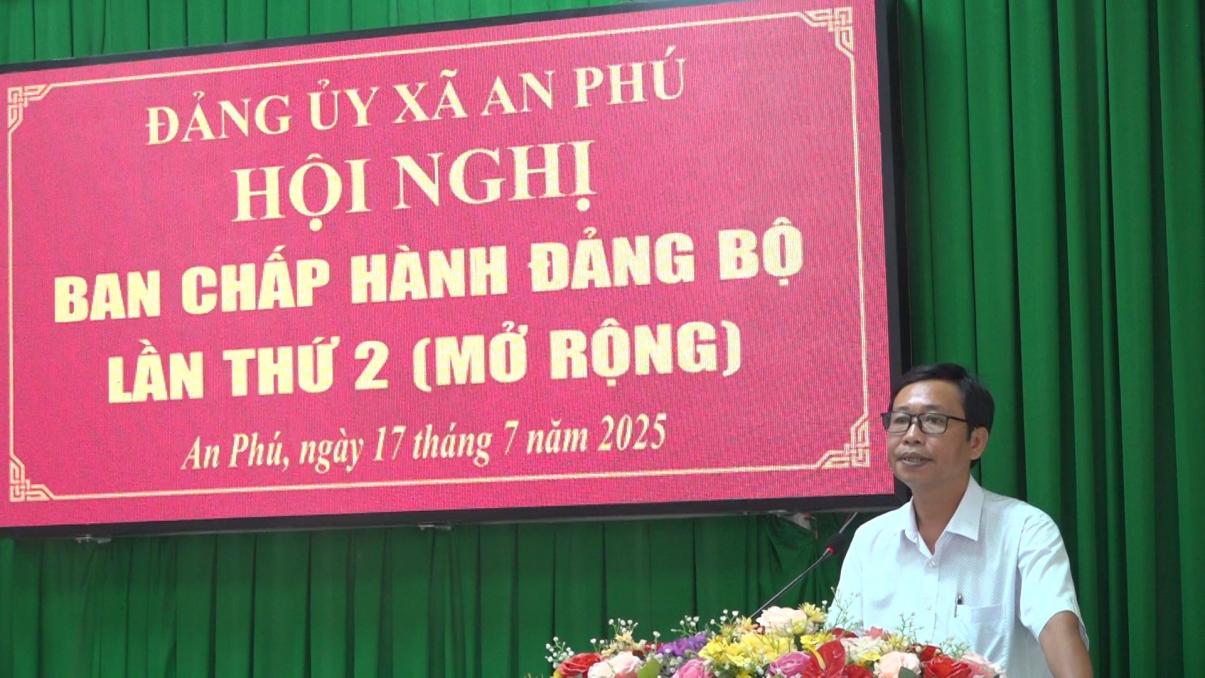 ĐẢNG ỦY XÃ AN PHÚ
HỘI NGHỊ
BAN CHẤP HÀNH ĐẢNG BỘ
LẦN THỨ 2 (MỞ RỘNG)
An Phú, ngày 17 tháng 7 năm 2025